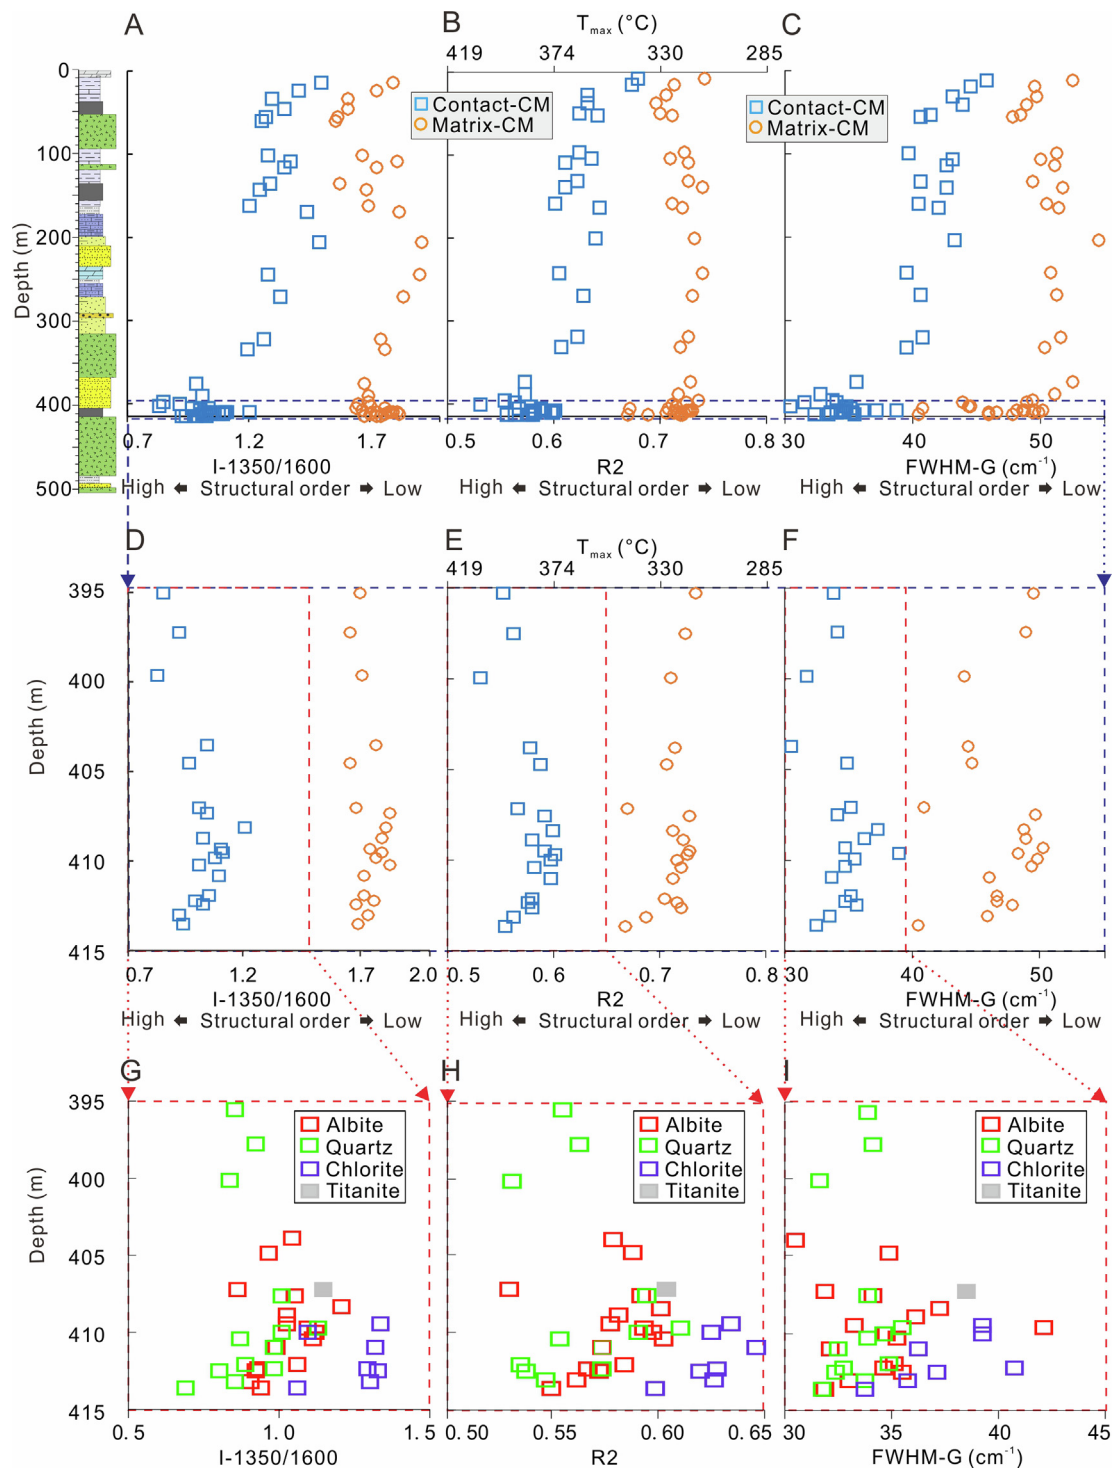 A
B
C
T_max (°C)
419 374 330 285
Contact-CM
Matrix-CM
Contact-CM
Matrix-CM
Depth (m)
0
100
200
300
400
500
0.7 1.2 1.7
0.5 0.6 0.7 0.8
30 40 50
I-1350/1600
R2
FWHM-G (cm⁻¹)
High Structural order Low
High Structural order Low
High Structural order Low
D
E
F
T_max (°C)
419 374 330 285
Depth (m)
395
400
405
410
415
0.7 1.2 1.7 2.0
0.5 0.6 0.7 0.8
30 40 50
I-1350/1600
R2
FWHM-G (cm⁻¹)
High Structural order Low
High Structural order Low
High Structural order Low
G
H
I
Depth (m)
395
400
405
410
415
Albite
Quartz
Chlorite
Titanite
Albite
Quartz
Chlorite
Titanite
Albite
Quartz
Chlorite
Titanite
0.5 1.0 1.5
0.50 0.55 0.60 0.65
30 35 40 45
I-1350/1600
R2
FWHM-G (cm⁻¹)